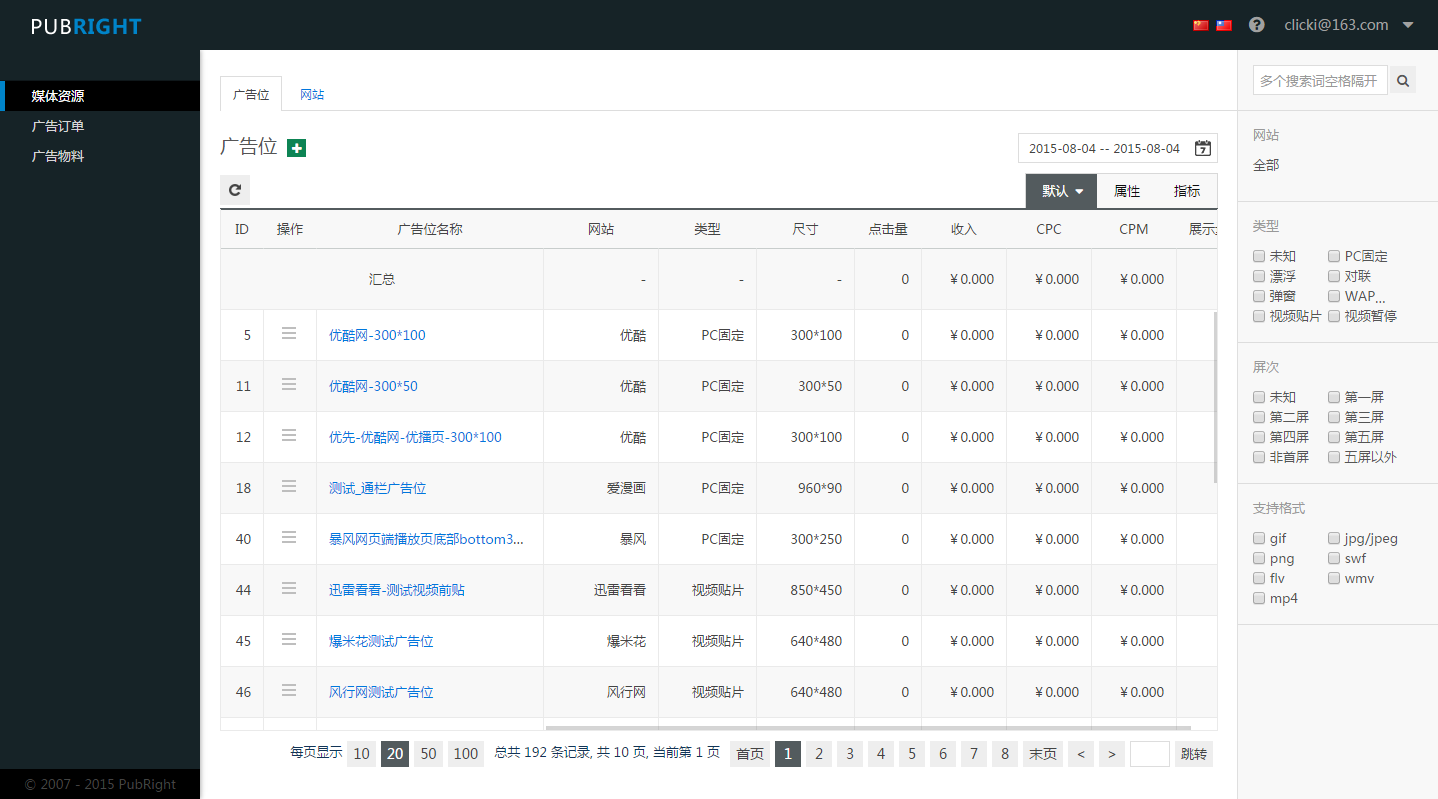 PUBRIGHT
clicki@163.com
媒体资源
广告订单
广告物料
© 2007 - 2015 PubRight
广告位 网站
广告位
2015-08-04 -- 2015-08-04
默认 属性 指标
ID 操作 广告位名称 网站 类型 尺寸 点击量 收入 CPC CPM 展示
汇总 - - - 0 ¥0.000 ¥0.000 ¥0.000
5 优酷网-300*100 优酷 PC固定 300*100 0 ¥0.000 ¥0.000 ¥0.000
11 优酷网-300*50 优酷 PC固定 300*50 0 ¥0.000 ¥0.000 ¥0.000
12 优先-优酷网-优播页-300*100 优酷 PC固定 300*100 0 ¥0.000 ¥0.000 ¥0.000
18 测试_通栏广告位 爱漫画 PC固定 960*90 0 ¥0.000 ¥0.000 ¥0.000
40 暴风网页端播放页底部bottom3... 暴风 PC固定 300*250 0 ¥0.000 ¥0.000 ¥0.000
44 迅雷看看-测试视频前贴 迅雷看看 视频贴片 850*450 0 ¥0.000 ¥0.000 ¥0.000
45 爆米花测试广告位 爆米花 视频贴片 640*480 0 ¥0.000 ¥0.000 ¥0.000
46 风行网测试广告位 风行网 视频贴片 640*480 0 ¥0.000 ¥0.000 ¥0.000
每页显示 10 20 50 100 总共 192 条记录, 共 10 页, 当前第 1 页 首页 1 2 3 4 5 6 7 8 末页 < > 跳转
多个搜索词空格隔开
网站
全部
类型
未知 PC固定
漂浮 对联
弹窗 WAP...
视频贴片 视频暂停
屏次
未知 第一屏
第二屏 第三屏
第四屏 第五屏
非首屏 五屏以外
支持格式
gif jpg/jpeg
png swf
flv wmv
mp4